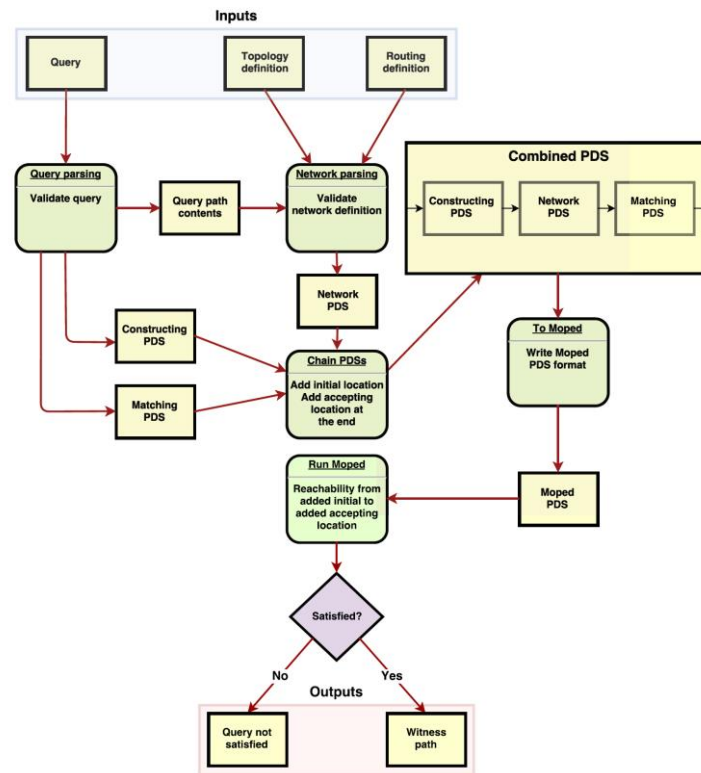 Inputs
Query
Topology
definition
Routing
definition
Query parsing
Validate query
Query path
contents
Network parsing
Validate
network definition
Combined PDS
Constructing
PDS
Network
PDS
Matching
PDS
Network
PDS
Constructing
PDS
Matching
PDS
Chain PDSs
Add initial location
Add accepting
location at
the end
To Moped
Write Moped
PDS format
Run Moped
Reachability from
added initial to
added accepting
location
Moped
PDS
Satisfied?
No
Yes
Outputs
Query not
satisfied
Witness
path